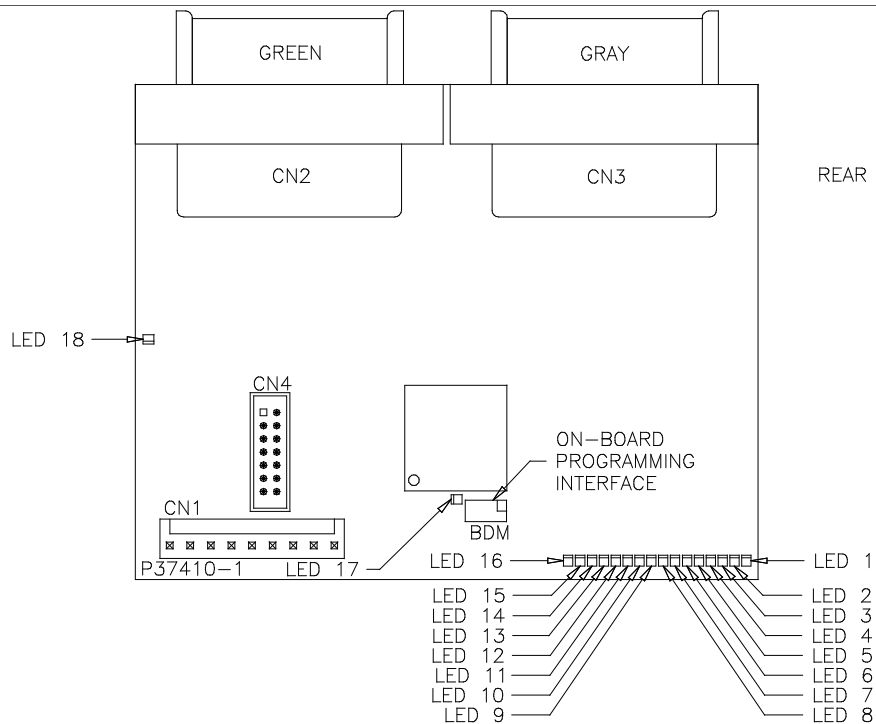 GREEN
GRAY
CN2
CN3
REAR
LED 18
CN4
ON-BOARD
PROGRAMMING
INTERFACE
CN1
BDM
P37410-1
LED 17
LED 16
LED 1
LED 15
LED 2
LED 14
LED 3
LED 13
LED 4
LED 12
LED 5
LED 11
LED 6
LED 10
LED 7
LED 9
LED 8